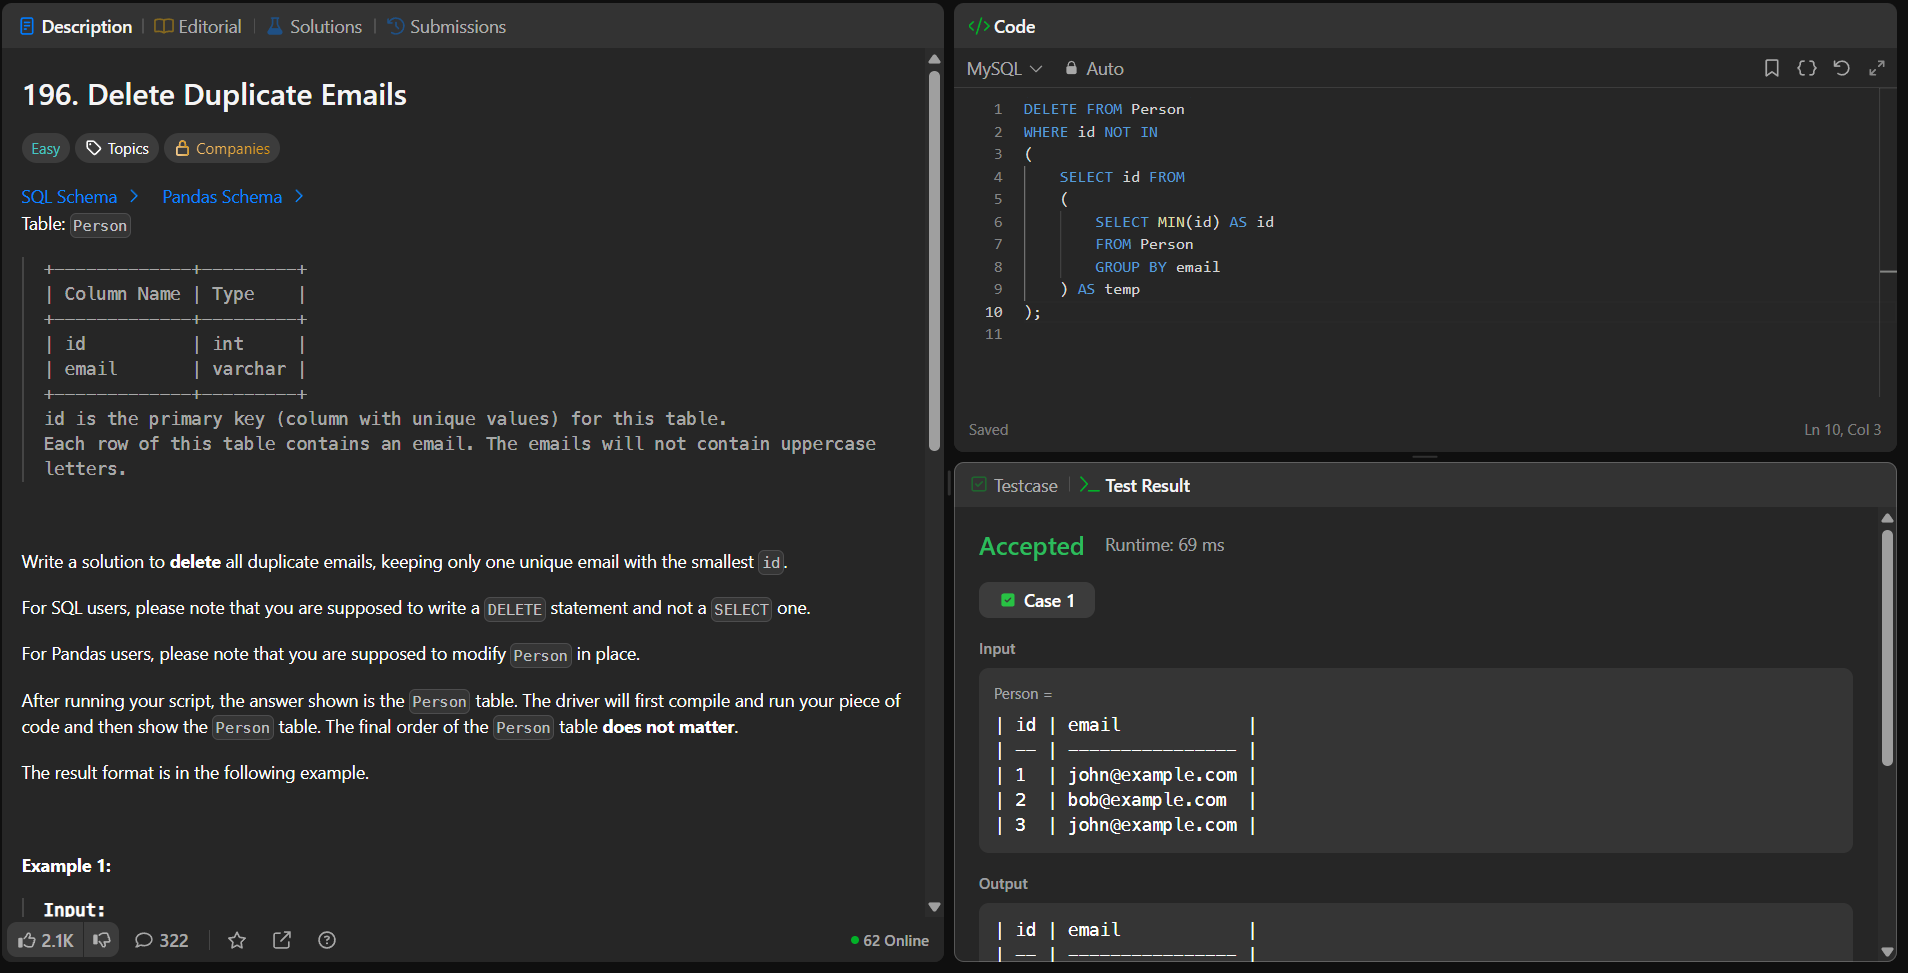 Description | Editorial | Solutions | Submissions
196. Delete Duplicate Emails
Easy Topics Companies
SQL Schema > Pandas Schema >
Table: Person
+-------------+---------+
| Column Name | Type    |
+-------------+---------+
| id          | int     |
| email       | varchar |
+-------------+---------+
id is the primary key (column with unique values) for this table.
Each row of this table contains an email. The emails will not contain uppercase
letters.
Write a solution to delete all duplicate emails, keeping only one unique email with the smallest id.
For SQL users, please note that you are supposed to write a DELETE statement and not a SELECT one.
For Pandas users, please note that you are supposed to modify Person in place.
After running your script, the answer shown is the Person table. The driver will first compile and run your piece of
code and then show the Person table. The final order of the Person table does not matter.
The result format is in the following example.
Example 1:
Input:
2.1K 322 62 Online
</> Code
MySQL Auto
1 DELETE FROM Person
2 WHERE id NOT IN
3 (
4     SELECT id FROM
5     (
6         SELECT MIN(id) AS id
7         FROM Person
8         GROUP BY email
9     ) AS temp
10 );
11
Saved Ln 10, Col 3
Testcase | >_ Test Result
Accepted Runtime: 69 ms
Case 1
Input
Person =
| id | email            |
| -- | ---------------- |
| 1  | john@example.com |
| 2  | bob@example.com  |
| 3  | john@example.com |
Output
| id | email            |
| -- | ---------------- |